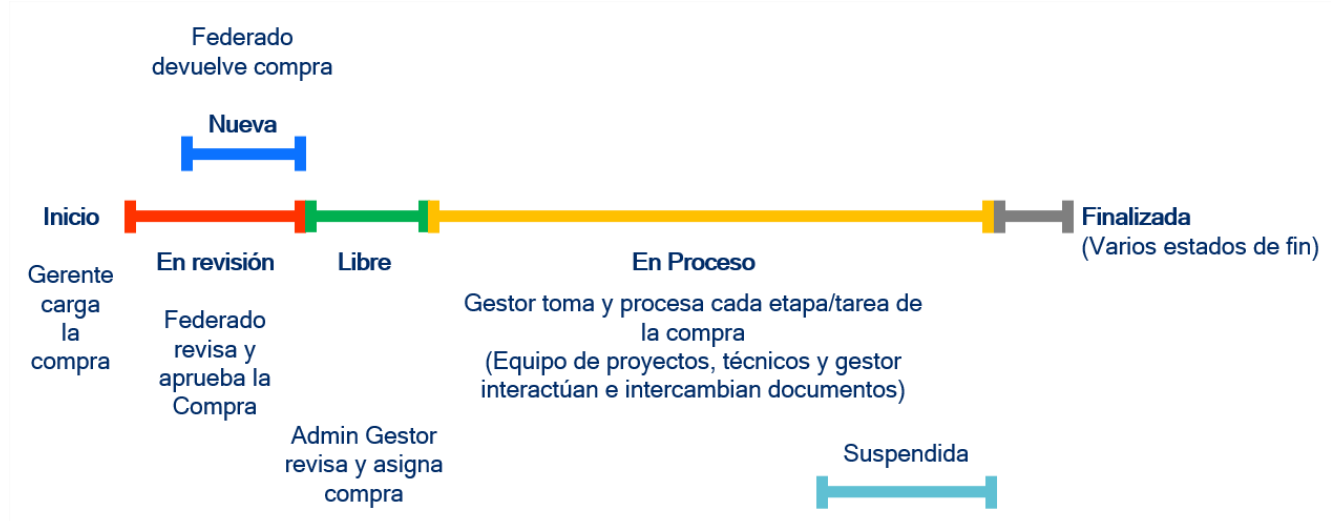 Federado
devuelve compra
Nueva
Inicio
Gerente
carga
la
compra
En revisión
Federado
revisa y
aprueba la
Compra
Libre
Admin Gestor
revisa y asigna
compra
En Proceso
Gestor toma y procesa cada etapa/tarea de
la compra
(Equipo de proyectos, técnicos y gestor
interactúan e intercambian documentos)
Suspendida
Finalizada
(Varios estados de fin)